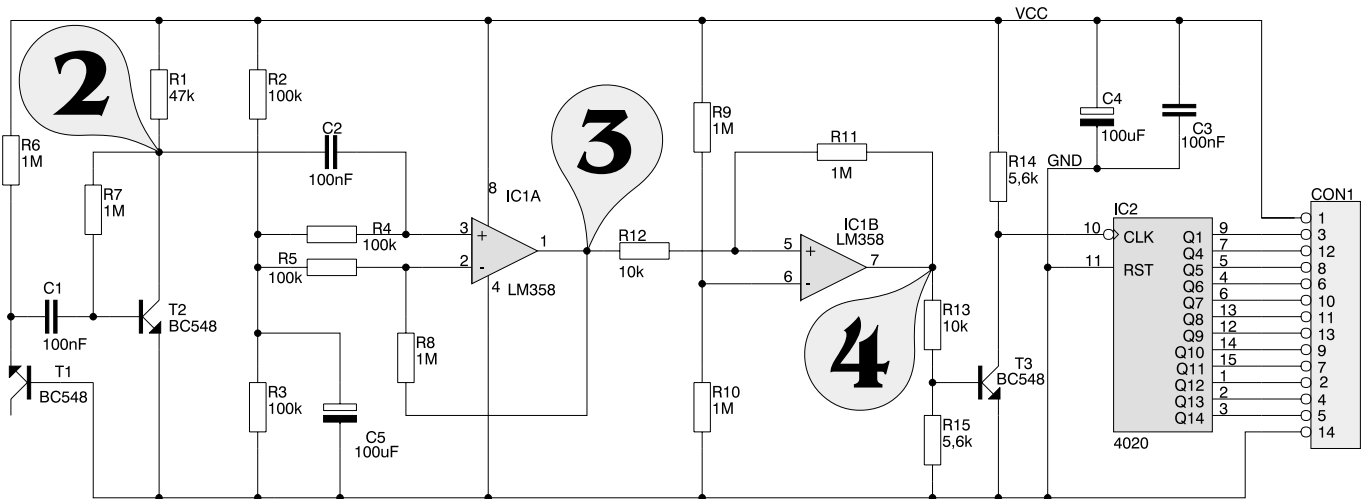 VCC
2
R1
47k
R2
100k
C2
100nF
8
IC1A
3
R9
1M
R11
1M
R14
5,6k
C4
100uF
C3
100nF
GND
R6
1M
R7
1M
R4
100k
R5
100k
3
+
2
-
1
4
LM358
R12
10k
IC1B
LM358
5
+
6
-
7
4
C1
100nF
T2
BC548
T1
BC548
R8
1M
R3
100k
C5
100uF
R10
1M
R13
10k
R15
5,6k
T3
BC548
IC2
10
CLK
11
RST
Q1
9
Q4
7
Q5
5
Q6
4
Q7
6
Q8
13
Q9
12
Q10
14
Q11
15
Q12
1
Q13
2
Q14
3
4020
CON1
1
3
12
8
6
10
11
13
9
7
2
4
5
14